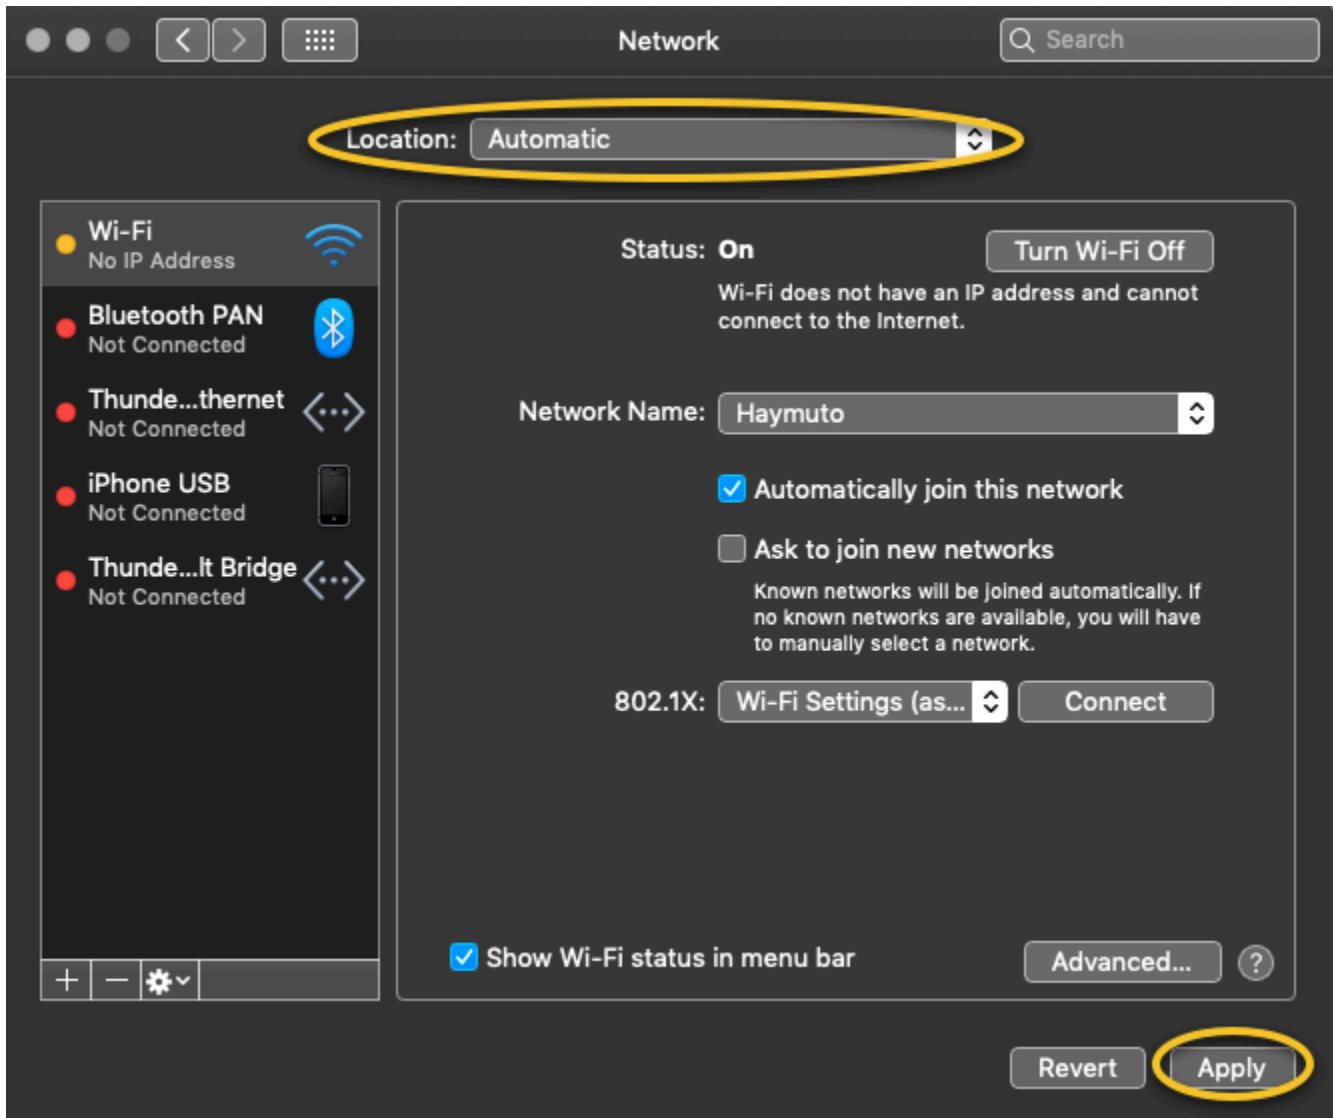 Network
Search
Location: Automatic
Wi-Fi
No IP Address
Bluetooth PAN
Not Connected
Thunde...thernet
Not Connected
iPhone USB
Not Connected
Thunde...lt Bridge
Not Connected
Status: On
Turn Wi-Fi Off
Wi-Fi does not have an IP address and cannot
connect to the Internet.
Network Name: Haymuto
Automatically join this network
Ask to join new networks
Known networks will be joined automatically. If
no known networks are available, you will have
to manually select a network.
802.1X: Wi-Fi Settings (as... Connect
Show Wi-Fi status in menu bar
Advanced... ?
Revert Apply